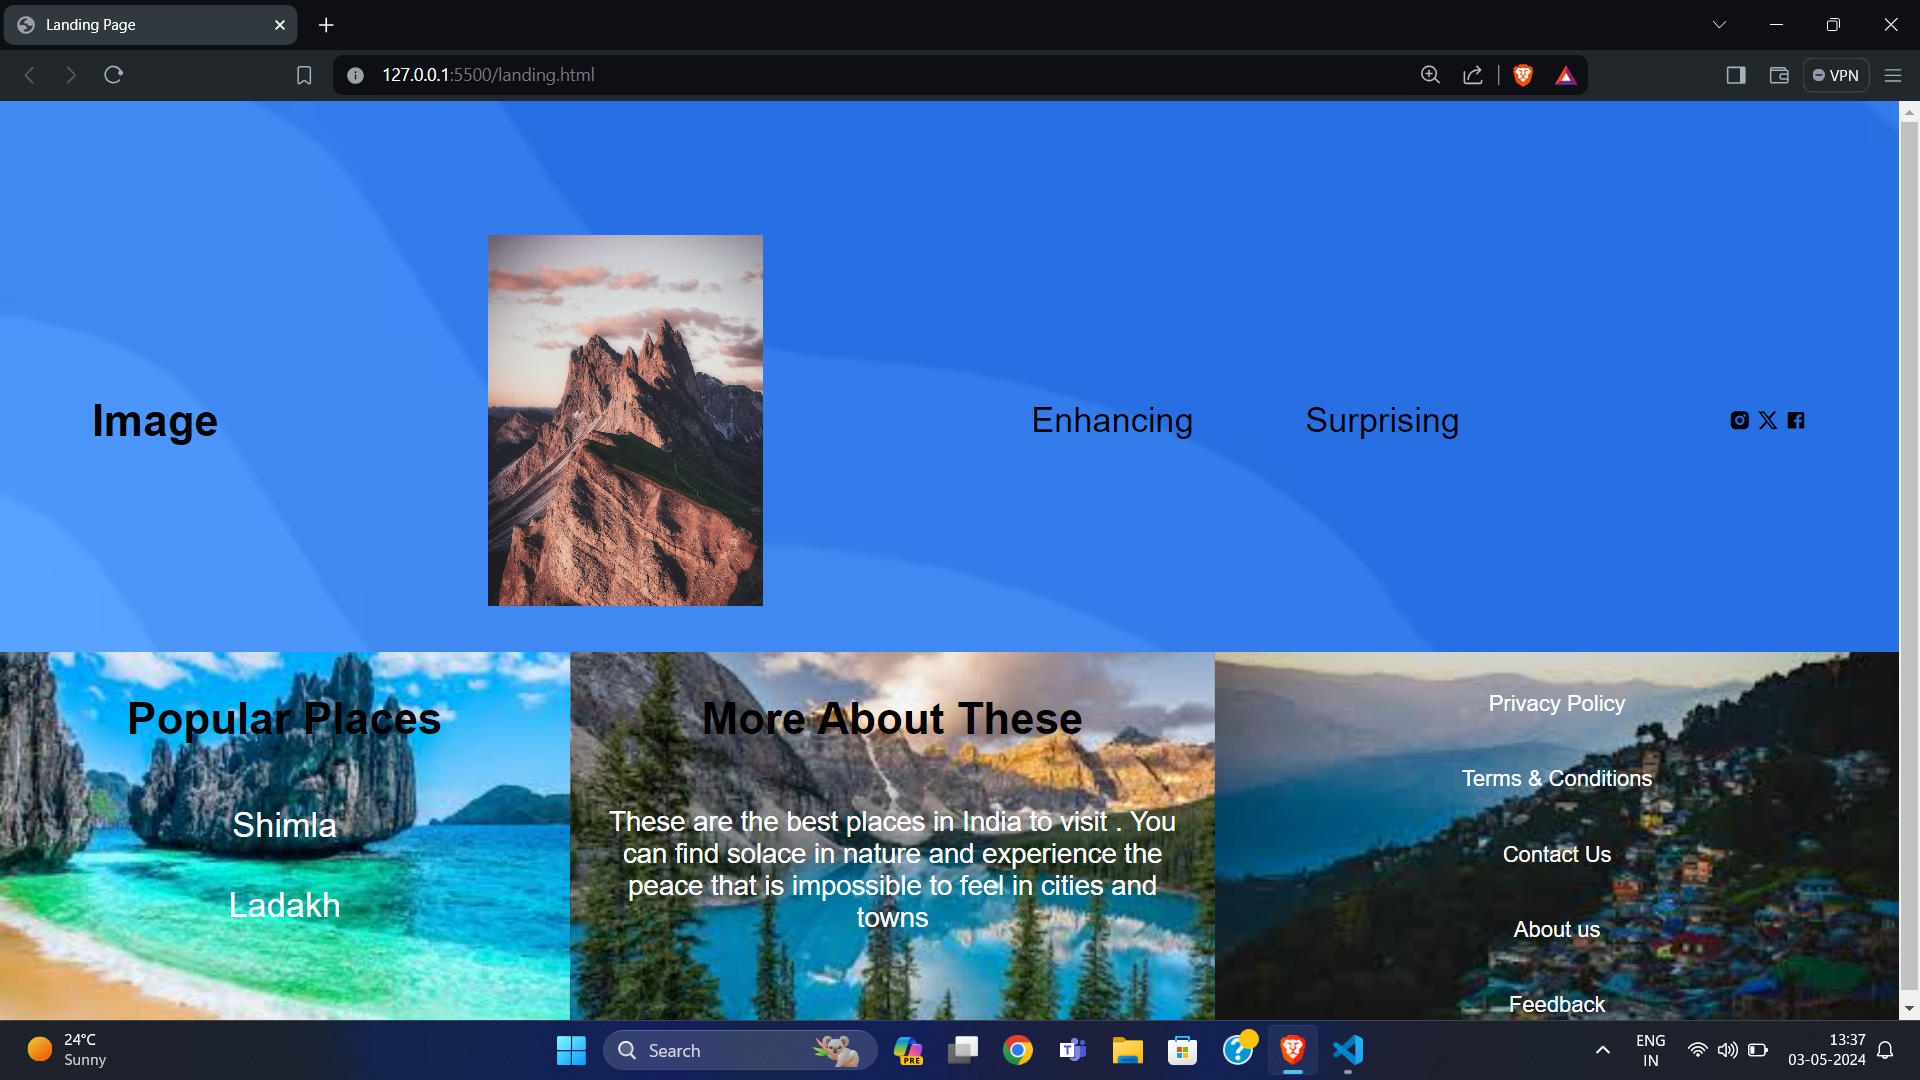 Landing Page
127.0.0.1:5500/landing.html
VPN
Image
Enhancing
Surprising
Popular Places
Shimla
Ladakh
More About These
These are the best places in India to visit . You
can find solace in nature and experience the
peace that is impossible to feel in cities and
towns
Privacy Policy
Terms & Conditions
Contact Us
About us
Feedback
24°C
Sunny
Search
PRE
ENG
IN
13:37
03-05-2024